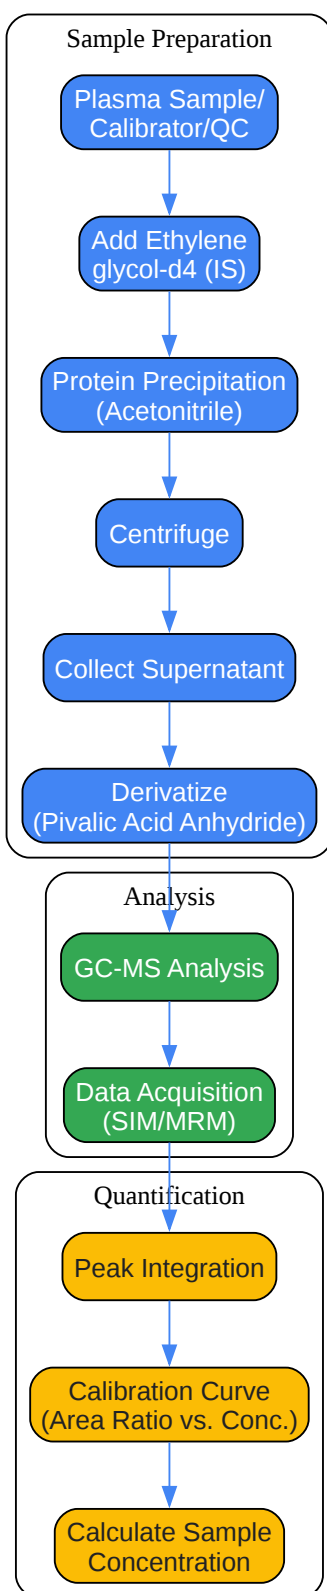 Sample Preparation
Plasma Sample/
Calibrator/QC
Add Ethylene
glycol-d4 (IS)
Protein Precipitation
(Acetonitrile)
Centrifuge
Collect Supernatant
Derivatize
(Pivalic Acid Anhydride)
Analysis
GC-MS Analysis
Data Acquisition
(SIM/MRM)
Quantification
Peak Integration
Calibration Curve
(Area Ratio vs. Conc.)
Calculate Sample
Concentration